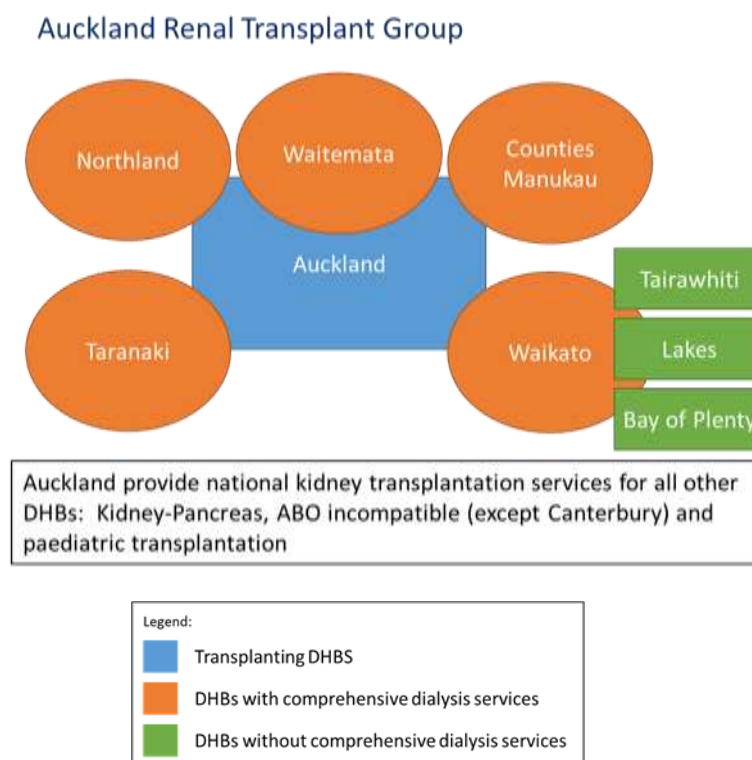 Auckland Renal Transplant Group
Northland
Waitemata
Counties
Manukau
Auckland
Tairawhiti
Taranaki
Waikato
Lakes
Bay of Plenty
Auckland provide national kidney transplantation services for all other
DHBs: Kidney-Pancreas, ABO incompatible (except Canterbury) and
paediatric transplantation
Legend:
Transplanting DHBS
DHBs with comprehensive dialysis services
DHBs without comprehensive dialysis services